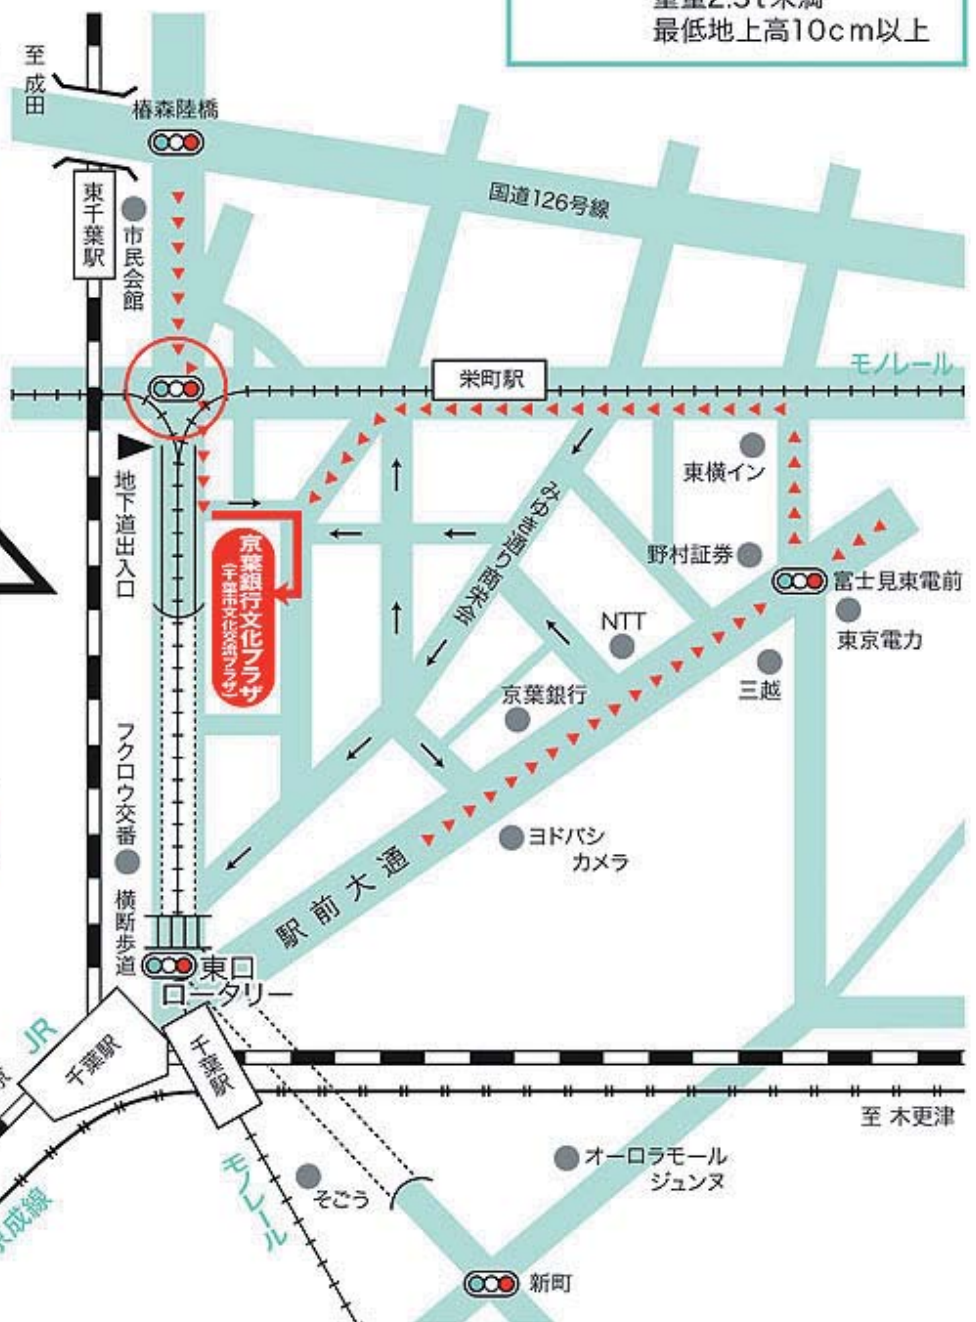 最低地上高10cm以上
至 成田
椿森陸橋
国道126号線
東千葉駅
市民会館
モノレール
栄町駅
東横イン
地下道出入口
京葉銀行文化プラザ
(千葉市文化交流プラザ)
みゆき通り商栄会
野村証券
富士見東電前
東京電力
NTT
三越
京葉銀行
フクロウ交番
ヨドバシ
カメラ
駅前大通
横断歩道
東口
ロータリー
JR
千葉駅
千葉駅
至 木更津
モノレール
オーロラモール
ジュンヌ
そごう
成線
新町